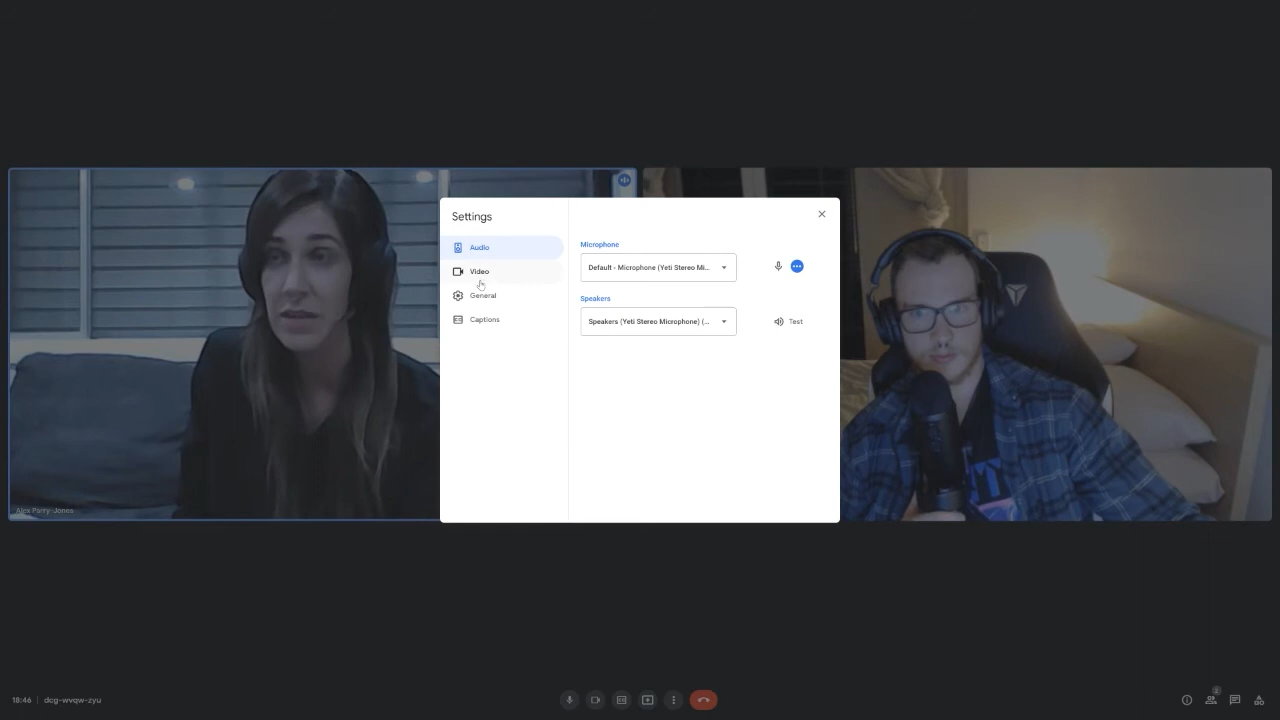 Settings
Audio
Video
General
Captions
Microphone
Default - Microphone (Yeti Stereo Mi...
Speakers
Speakers (Yeti Stereo Microphone) (...
Test
Alex Parry-Jones
18:46 | dcg-wvqw-zyu
2